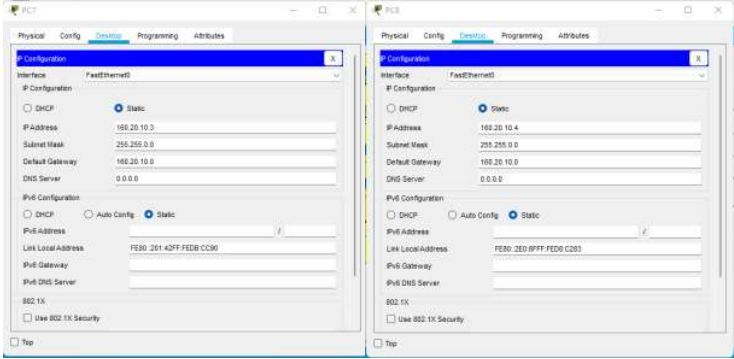 PC7
Physical Config Desktop Programming Attributes
IP Configuration X
Interface FastEthernet0
IP Configuration
DHCP Static
IP Address 160.20.10.3
Subnet Mask 255.255.0.0
Default Gateway 160.20.10.0
DNS Server 0.0.0.0
IPv6 Configuration
DHCP Auto Config Static
IPv6 Address /
Link Local Address FE80::201:42FF:FEDB:CC90
IPv6 Gateway
IPv6 DNS Server
802.1X
Use 802.1X Security
Top
PC8
Physical Config Desktop Programming Attributes
IP Configuration X
Interface FastEthernet0
IP Configuration
DHCP Static
IP Address 160.20.10.4
Subnet Mask 255.255.0.0
Default Gateway 160.20.10.0
DNS Server 0.0.0.0
IPv6 Configuration
DHCP Auto Config Static
IPv6 Address /
Link Local Address
IPv6 Gateway
IPv6 DNS Server
802.1X
Use 802.1X Security
Top